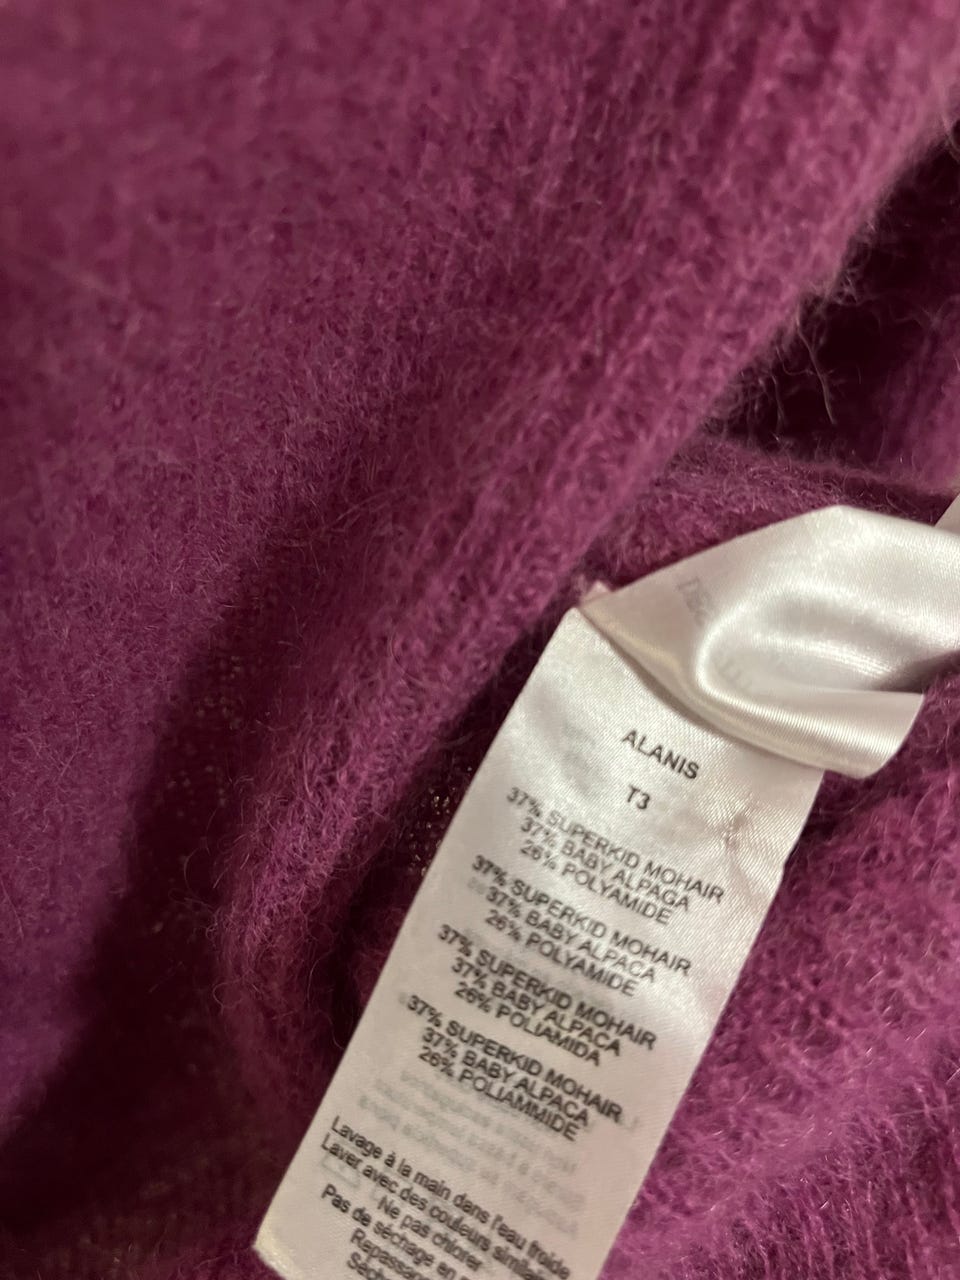 ALANIS
T3
37% SUPERKID MOHAIR
37% BABY ALPAGA
26% POLYAMIDE
37% SUPERKID MOHAIR
37% BABY ALPACA
26% POLYAMIDE
37% SUPERKID MOHAIR
37% BABY ALPACA
26% POLIAMIDA
37% SUPERKID MOHAIR
37% BABY ALPACA
26% POLIAMMIDE
Lavage à la main dans l'eau froide
Laver avec des couleurs
Ne pas chlorer
Pas de séchage en